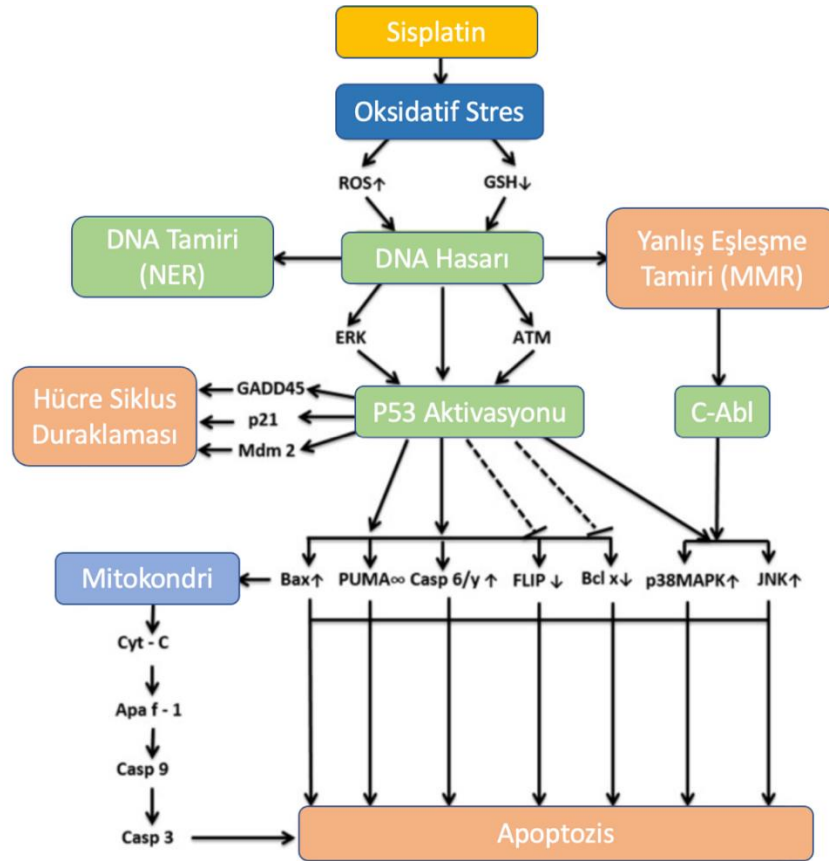 Sisplatin
Oksidatif Stres
ROS↑
GSH↓
DNA Tamiri
(NER)
DNA Hasarı
Yanlış Eşleşme
Tamiri (MMR)
ERK
ATM
Hücre Siklus
Duraklaması
GADD45
p21
Mdm 2
P53 Aktivasyonu
C-Abl
Mitokondri
Bax↑
PUMA∞
Casp 6/y ↑
FLIP ↓
Bcl x↓
p38MAPK↑
JNK↑
Cyt - C
Apa f - 1
Casp 9
Casp 3
Apoptozis